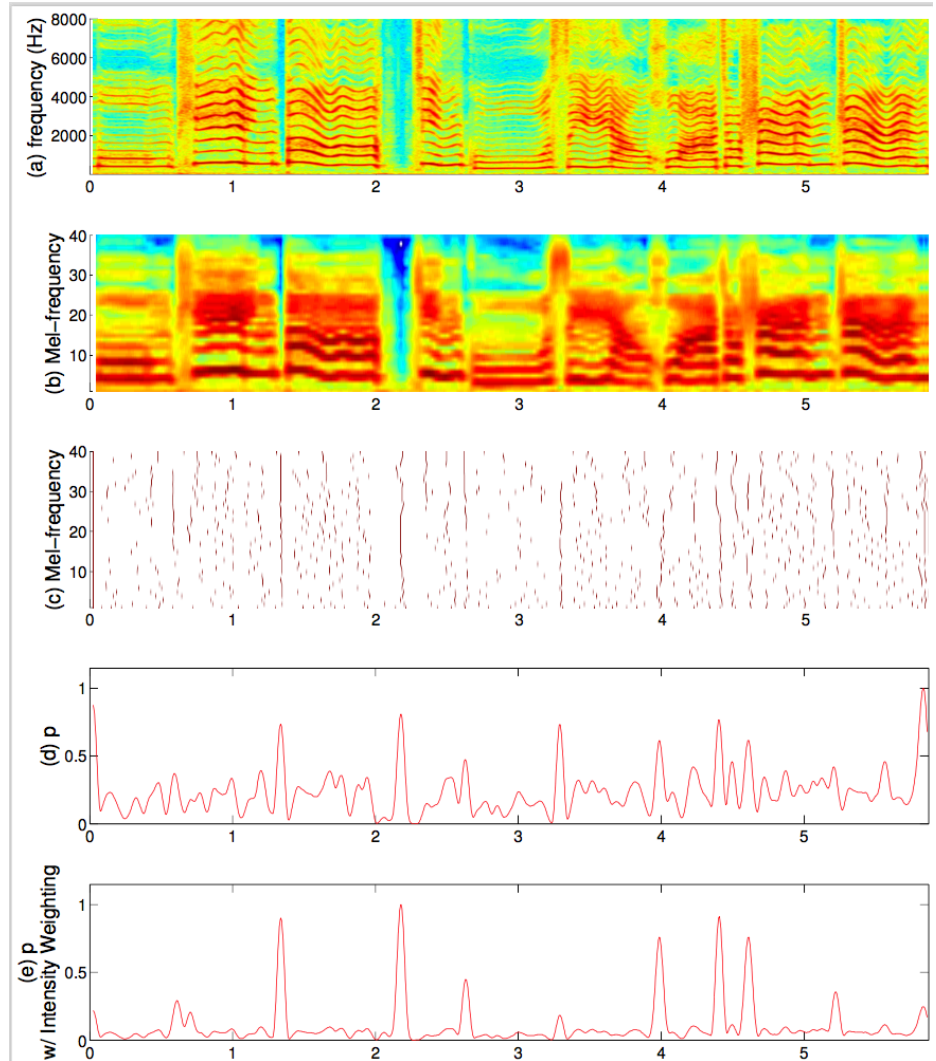 (a) frequency (Hz)
8000
6000
4000
2000
0 1 2 3 4 5
(b) Mel–frequency
40
30
20
10
0 1 2 3 4 5
(c) Mel–frequency
40
30
20
10
0 1 2 3 4 5
(d) p
1
0.5
0
0 1 2 3 4 5
(e) p
w/ Intensity Weighting
1
0.5
0
0 1 2 3 4 5